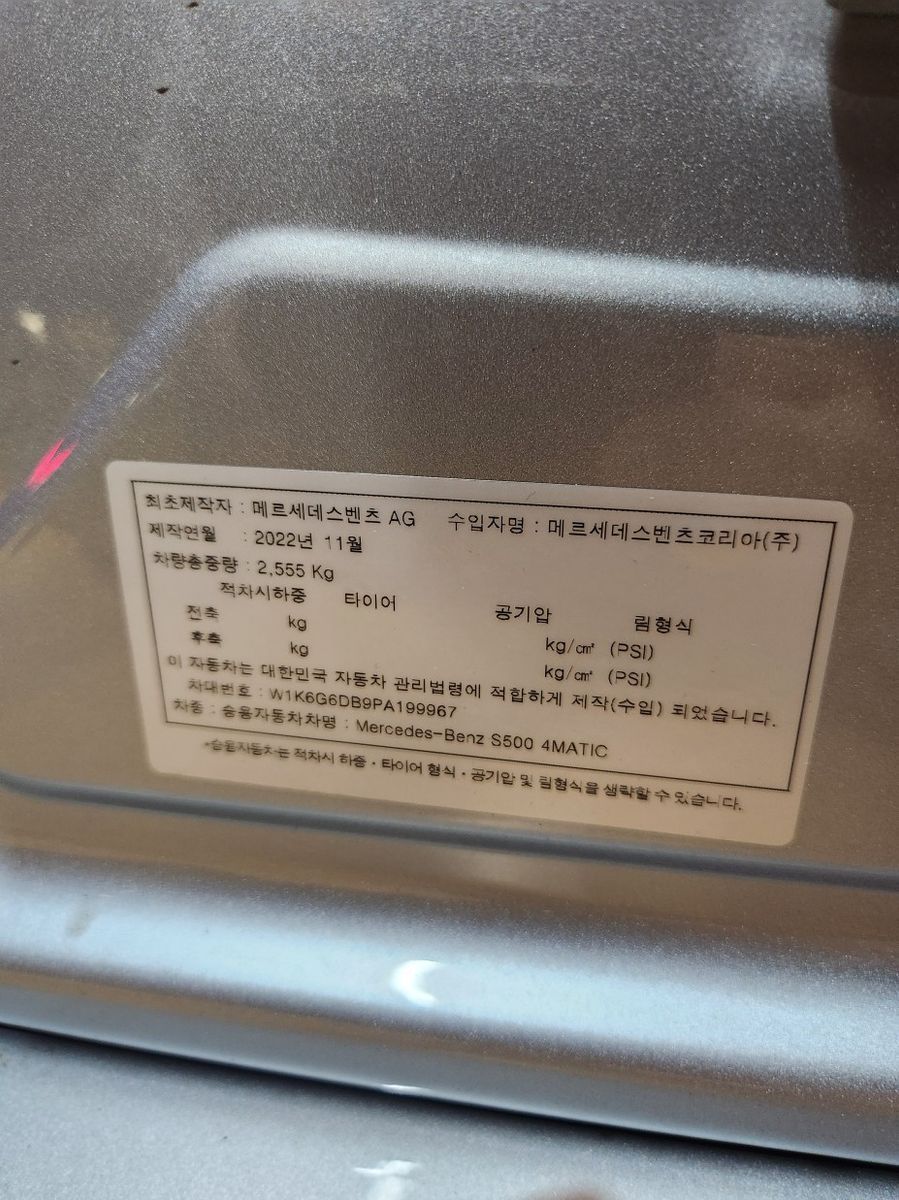 최초제작자 : 메르세데스벤츠 AG 수입자명 : 메르세데스벤츠코리아(주)
제작연월 : 2022년 11월
차량총중량 : 2,555 Kg
적차시하중 타이어 공기압 림형식
전축 kg kg/㎠ (PSI)
후축 kg kg/㎠ (PSI)
이 자동차는 대한민국 자동차 관리법령에 적합하게 제작(수입) 되었습니다.
차대번호 : W1K6G6DB9PA199967
차종 : 승용자동차차명 : Mercedes-Benz S500 4MATIC
*승용자동차는 적차시 하중·타이어 형식·공기압 및 림형식을 생략할 수 있습니다.